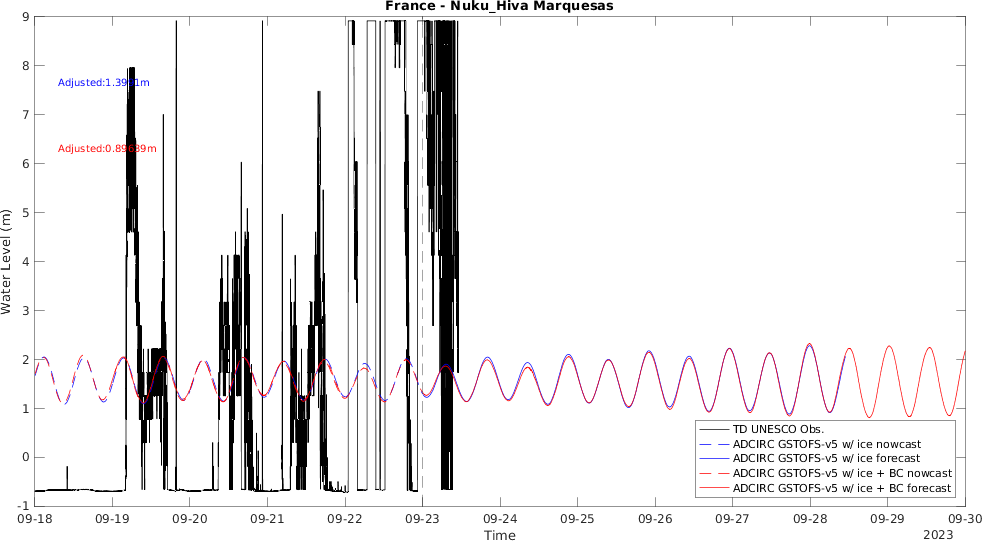 France - Nuku_Hiva Marquesas
9
8
7
6
5
4
3
2
1
0
-1
Water Level (m)
Adjusted:1.3991m
Adjusted:0.89639m
TD UNESCO Obs.
ADCIRC GSTOFS-v5 w/ ice nowcast
ADCIRC GSTOFS-v5 w/ ice forecast
ADCIRC GSTOFS-v5 w/ ice + BC nowcast
ADCIRC GSTOFS-v5 w/ ice + BC forecast
09-18 09-19 09-20 09-21 09-22 09-23 09-24 09-25 09-26 09-27 09-28 09-29 09-30
Time
2023